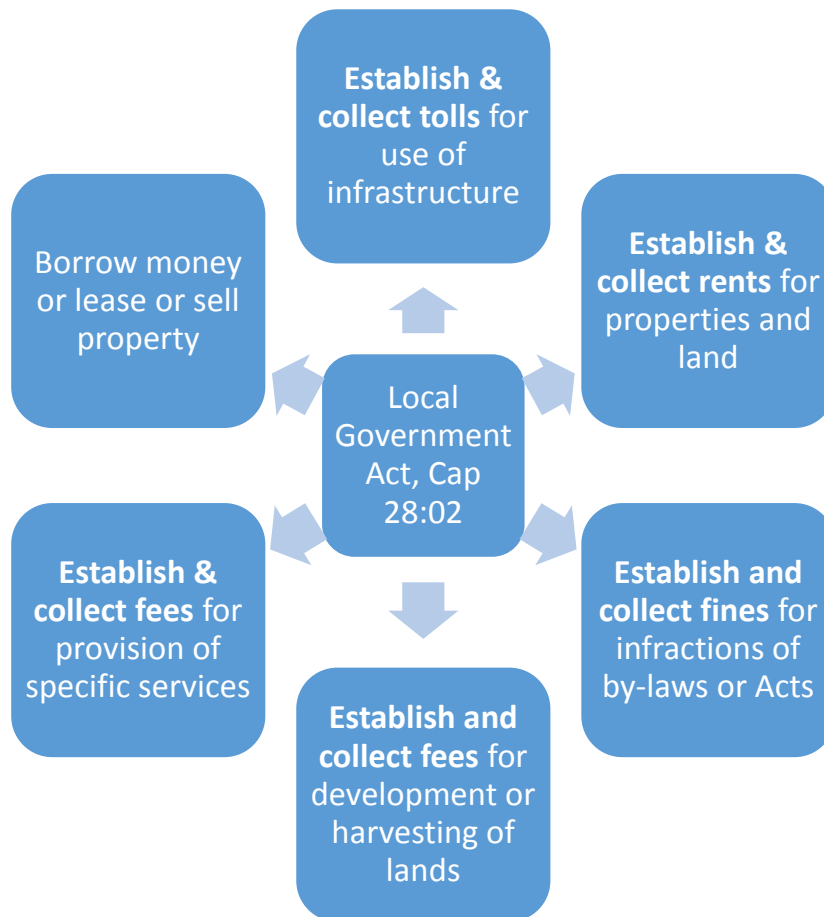 Establish &
collect tolls for
use of
infrastructure
Establish &
collect rents for
properties and
land
Establish and
collect fines for
infractions of
by-laws or Acts
Establish and
collect fees for
development or
harvesting of
lands
Establish &
collect fees for
provision of
specific services
Borrow money
or lease or sell
property
Local
Government
Act, Cap
28:02